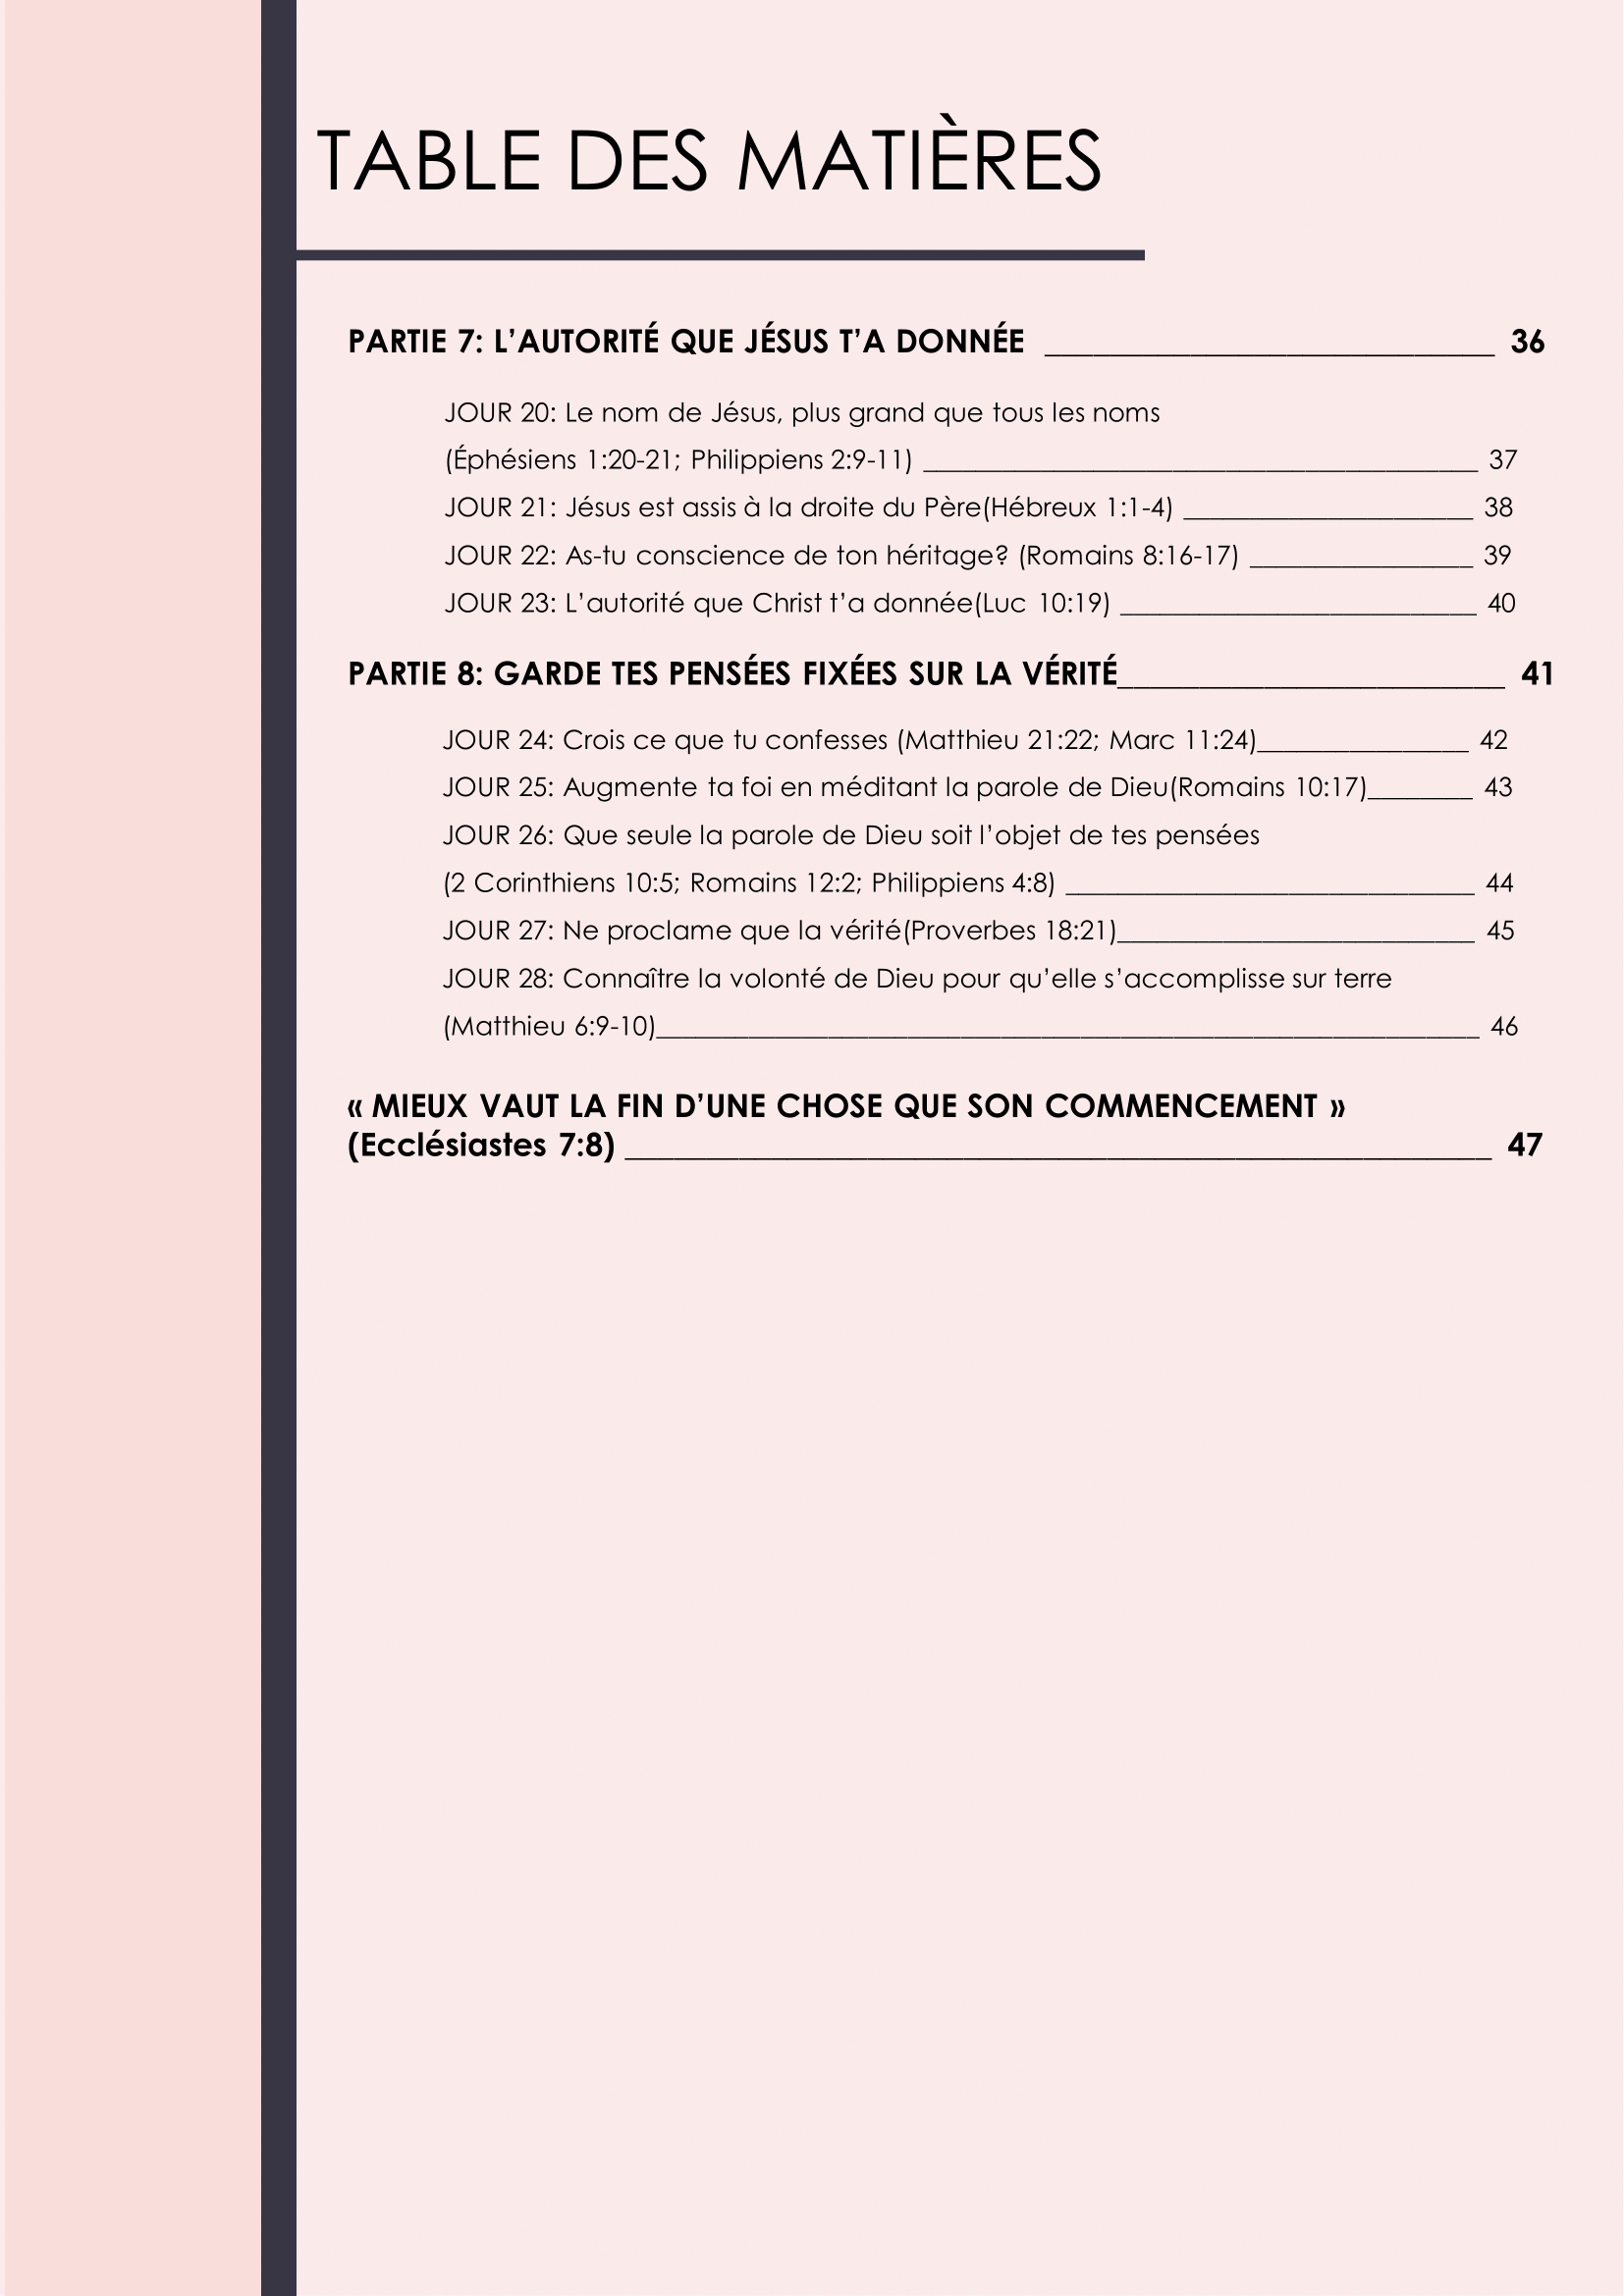 TABLE DES MATIÈRES
PARTIE 7: L’AUTORITÉ QUE JÉSUS T’A DONNÉE ____________________________ 36
JOUR 20: Le nom de Jésus, plus grand que tous les noms
(Éphésiens 1:20-21; Philippiens 2:9-11) __________________________________________ 37
JOUR 21: Jésus est assis à la droite du Père(Hébreux 1:1-4) ______________________ 38
JOUR 22: As-tu conscience de ton héritage? (Romains 8:16-17) _________________ 39
JOUR 23: L’autorité que Christ t’a donnée(Luc 10:19) ___________________________ 40
PARTIE 8: GARDE TES PENSÉES FIXÉES SUR LA VÉRITÉ________________________ 41
JOUR 24: Crois ce que tu confesses (Matthieu 21:22; Marc 11:24)________________ 42
JOUR 25: Augmente ta foi en méditant la parole de Dieu(Romains 10:17)________ 43
JOUR 26: Que seule la parole de Dieu soit l’objet de tes pensées
(2 Corinthiens 10:5; Romains 12:2; Philippiens 4:8) _______________________________ 44
JOUR 27: Ne proclame que la vérité(Proverbes 18:21)___________________________ 45
JOUR 28: Connaître la volonté de Dieu pour qu’elle s’accomplisse sur terre
(Matthieu 6:9-10)______________________________________________________________ 46
« MIEUX VAUT LA FIN D’UNE CHOSE QUE SON COMMENCEMENT »
(Ecclésiastes 7:8) ______________________________________________________ 47